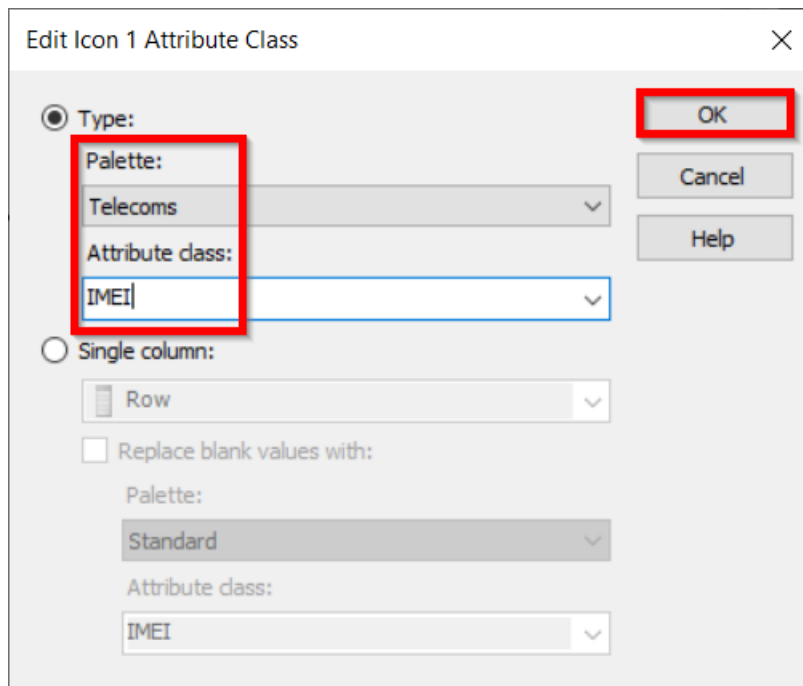 Edit Icon 1 Attribute Class
Type:
OK
Palette:
Cancel
Telecoms
Help
Attribute class:
IMEI
Single column:
Row
Replace blank values with:
Palette:
Standard
Attribute class:
IMEI